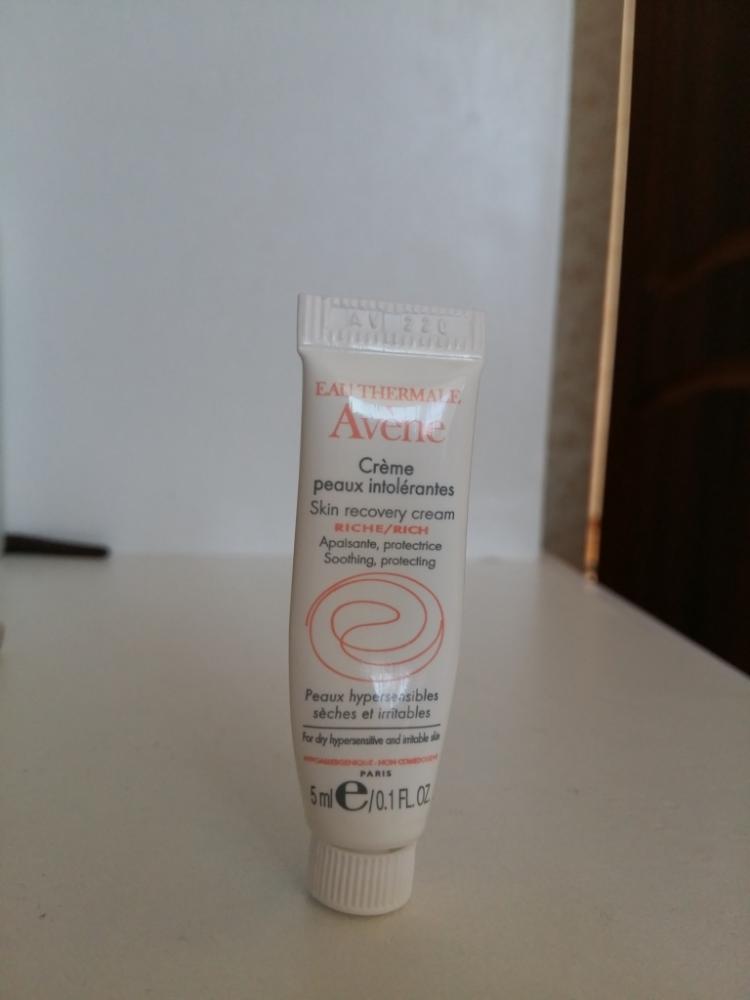 AV 220
EAU THERMALE
Avène
Crème
peaux intolérantes
Skin recovery cream
RICHE/RICH
Apaisante, protectrice
Soothing, protecting
Peaux hypersensibles
sèches et irritables
For dry hypersensitive and irritable skin
HYPOALLERGENIQUE - NON COMEDOGENE
PARIS
5 ml e/0.1 FL. OZ.